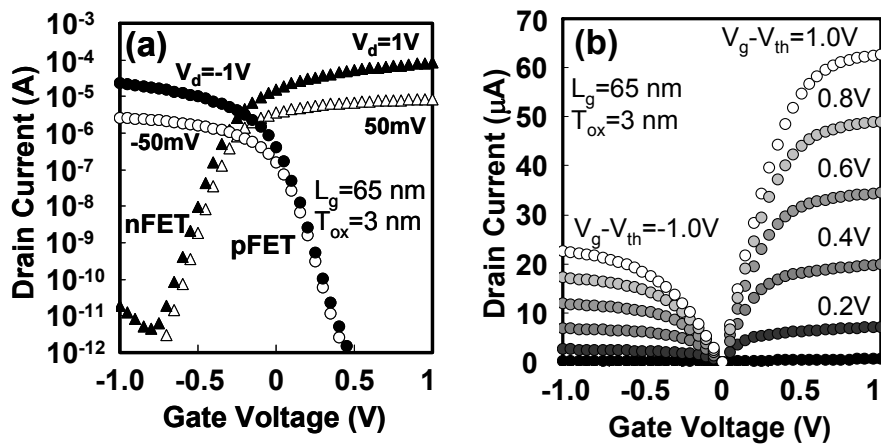 (a)
Drain Current (A)
10⁻³
10⁻⁴
10⁻⁵
10⁻⁶
10⁻⁷
10⁻⁸
10⁻⁹
10⁻¹⁰
10⁻¹¹
10⁻¹²
V_d=-1V
V_d=1V
-50mV
50mV
L_g=65 nm
T_ox=3 nm
nFET
pFET
-1.0
-0.5
0
0.5
1
Gate Voltage (V)
(b)
Drain Current (μA)
70
60
50
40
30
20
10
0
V_g-V_th=1.0V
L_g=65 nm
T_ox=3 nm
0.8V
0.6V
V_g-V_th=-1.0V
0.4V
0.2V
-1.0
-0.5
0
0.5
1
Gate Voltage (V)